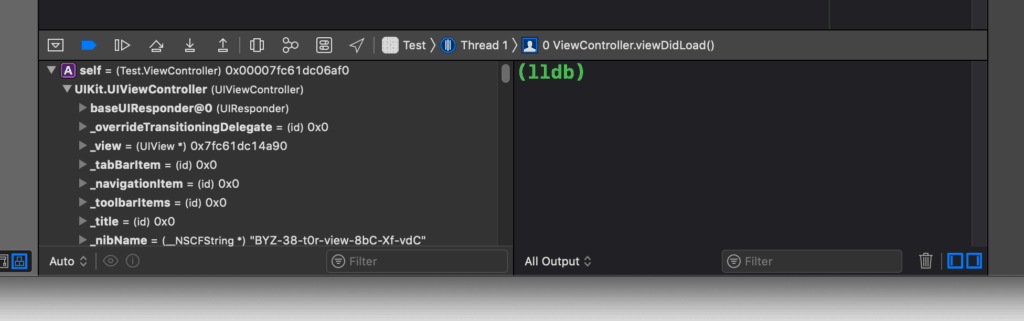 Test 〉 Thread 1 〉 0 ViewController.viewDidLoad()
A self = (Test.ViewController) 0x00007fc61dc06af0
UIKit.UIViewController (UIViewController)
baseUIResponder@0 (UIResponder)
_overrideTransitioningDelegate = (id) 0x0
_view = (UIView *) 0x7fc61dc14a90
_tabBarItem = (id) 0x0
_navigationItem = (id) 0x0
_toolbarItems = (id) 0x0
_title = (id) 0x0
_nibName = (__NSCFString *) "BYZ-38-t0r-view-8bC-Xf-vdC"
Auto
Filter
(lldb)
All Output
Filter